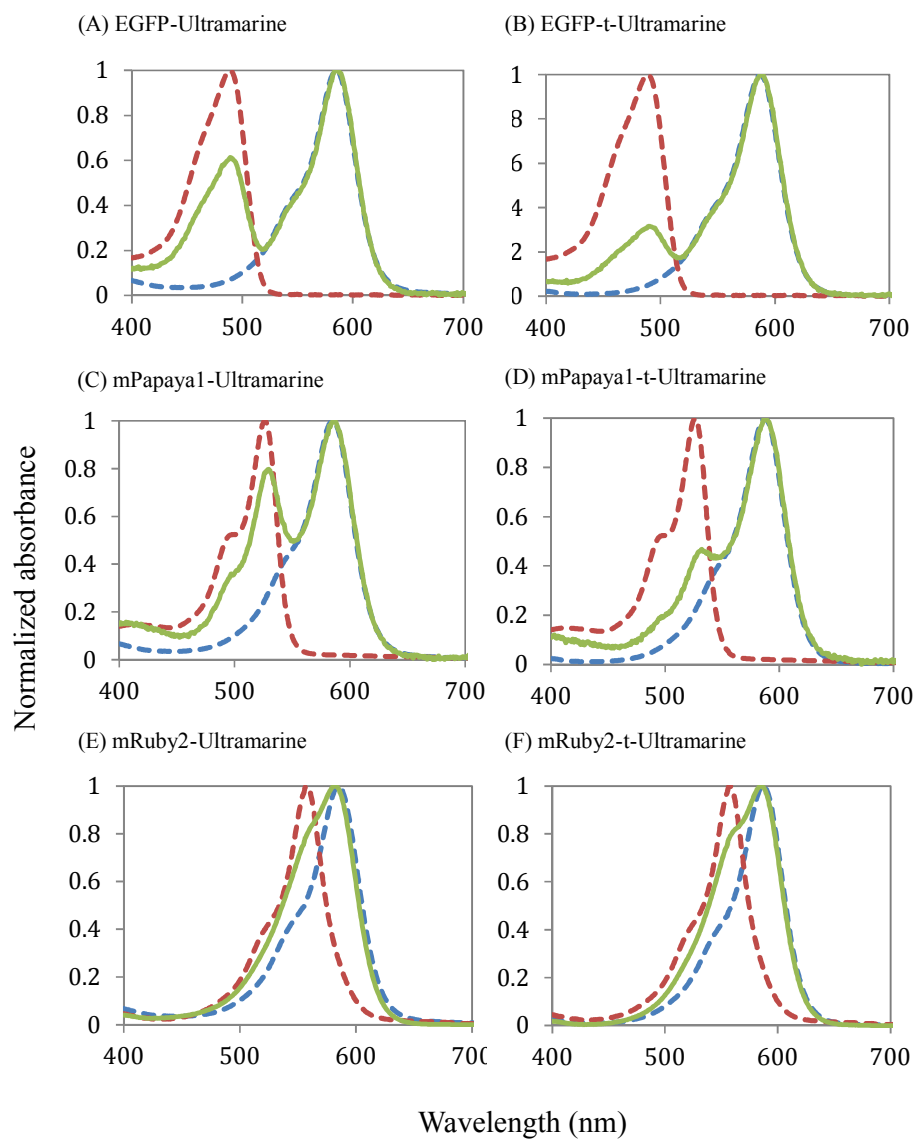 (A) EGFP-Ultramarine
(B) EGFP-t-Ultramarine
1
0.8
0.6
0.4
0.2
0
400 500 600 700
1
8
6
4
2
0
400 500 600 700
(C) mPapaya1-Ultramarine
(D) mPapaya1-t-Ultramarine
1
0.8
0.6
0.4
0.2
0
400 500 600 700
1
0.8
0.6
0.4
0.2
0
400 500 600 700
(E) mRuby2-Ultramarine
(F) mRuby2-t-Ultramarine
1
0.8
0.6
0.4
0.2
0
400 500 600 700
1
0.8
0.6
0.4
0.2
0
400 500 600 700
Normalized absorbance
Wavelength (nm)